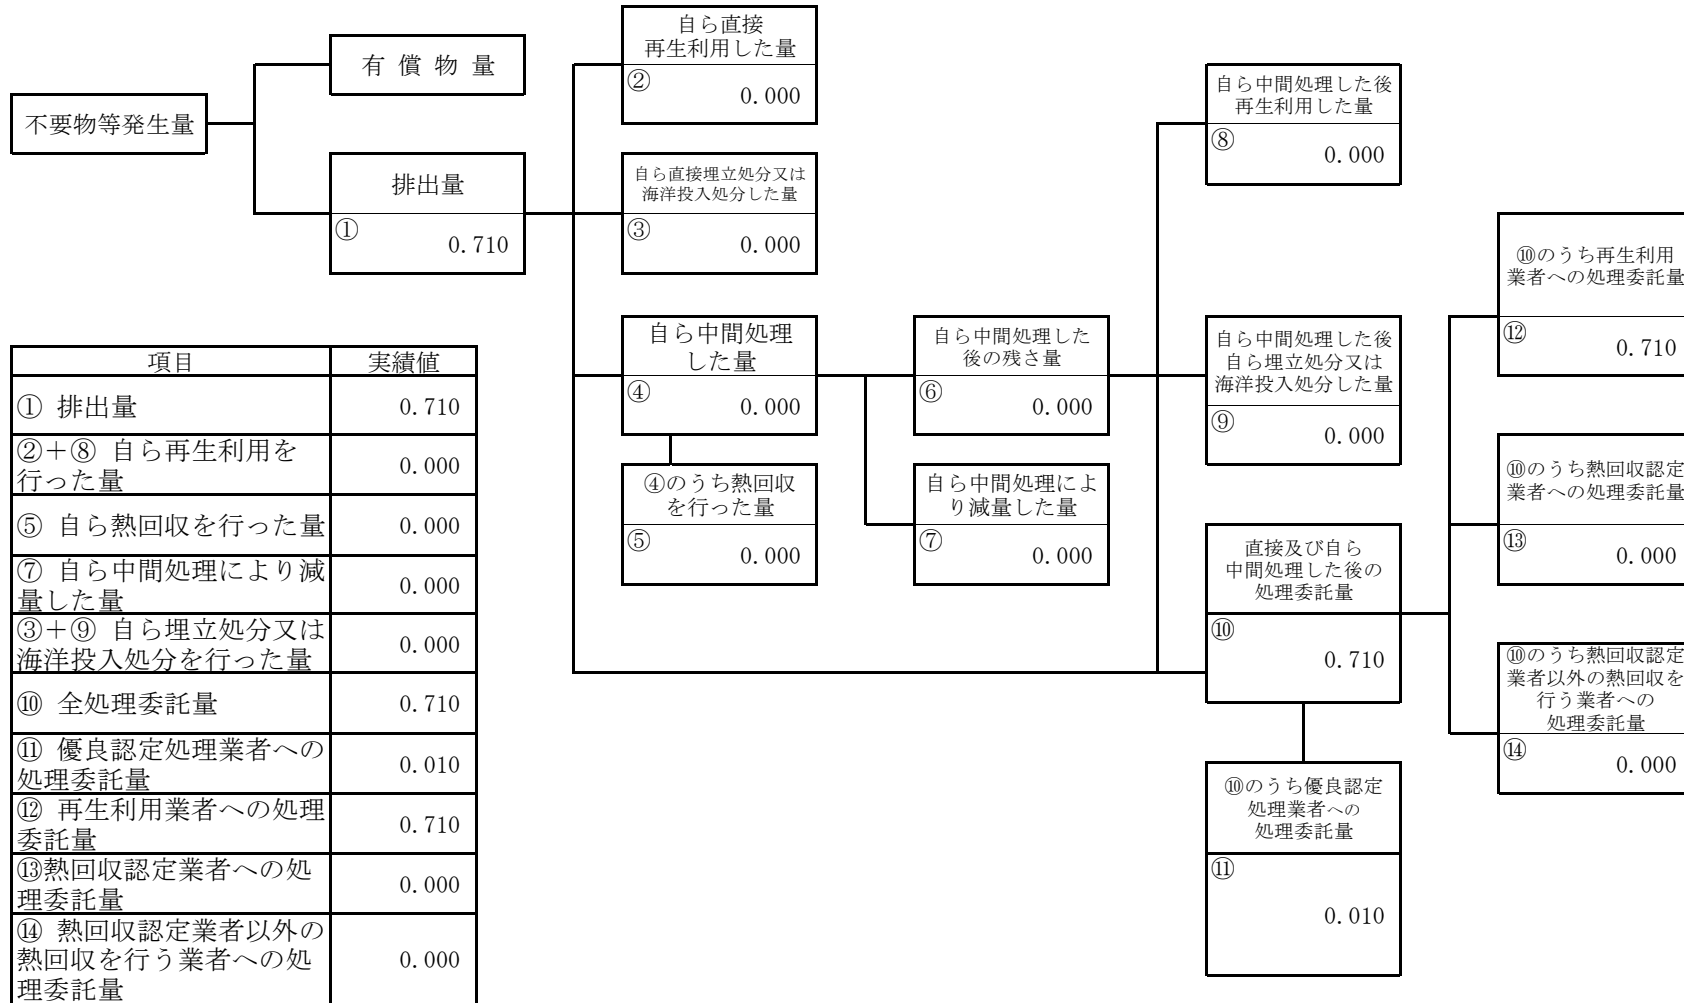 不要物等発生量
有 償 物 量
排出量
①
0.710
自ら直接
再生利用した量
②
0.000
自ら直接埋立処分又は
海洋投入処分した量
③
0.000
自ら中間処理
した量
④
0.000
④のうち熱回収
を行った量
⑤
0.000
自ら中間処理した
後の残さ量
⑥
0.000
自ら中間処理によ
り減量した量
⑦
0.000
自ら中間処理した後
再生利用した量
⑧
0.000
自ら中間処理した後
自ら埋立処分又は
海洋投入処分した量
⑨
0.000
直接及び自ら
中間処理した後の
処理委託量
⑩
0.710
⑩のうち優良認定
処理業者への
処理委託量
⑪
0.010
⑩のうち再生利用
業者への処理委託量
⑫
0.710
⑩のうち熱回収認定
業者への処理委託量
⑬
0.000
⑩のうち熱回収認定
業者以外の熱回収を
行う業者への
処理委託量
⑭
0.000
項目 実績値
① 排出量 0.710
②＋⑧ 自ら再生利用を
行った量 0.000
⑤ 自ら熱回収を行った量 0.000
⑦ 自ら中間処理により減
量した量 0.000
③＋⑨ 自ら埋立処分又は
海洋投入処分を行った量 0.000
⑩ 全処理委託量 0.710
⑪ 優良認定処理業者への
処理委託量 0.010
⑫ 再生利用業者への処理
委託量 0.710
⑬熱回収認定業者への処
理委託量 0.000
⑭ 熱回収認定業者以外の
熱回収を行う業者への処
理委託量 0.000